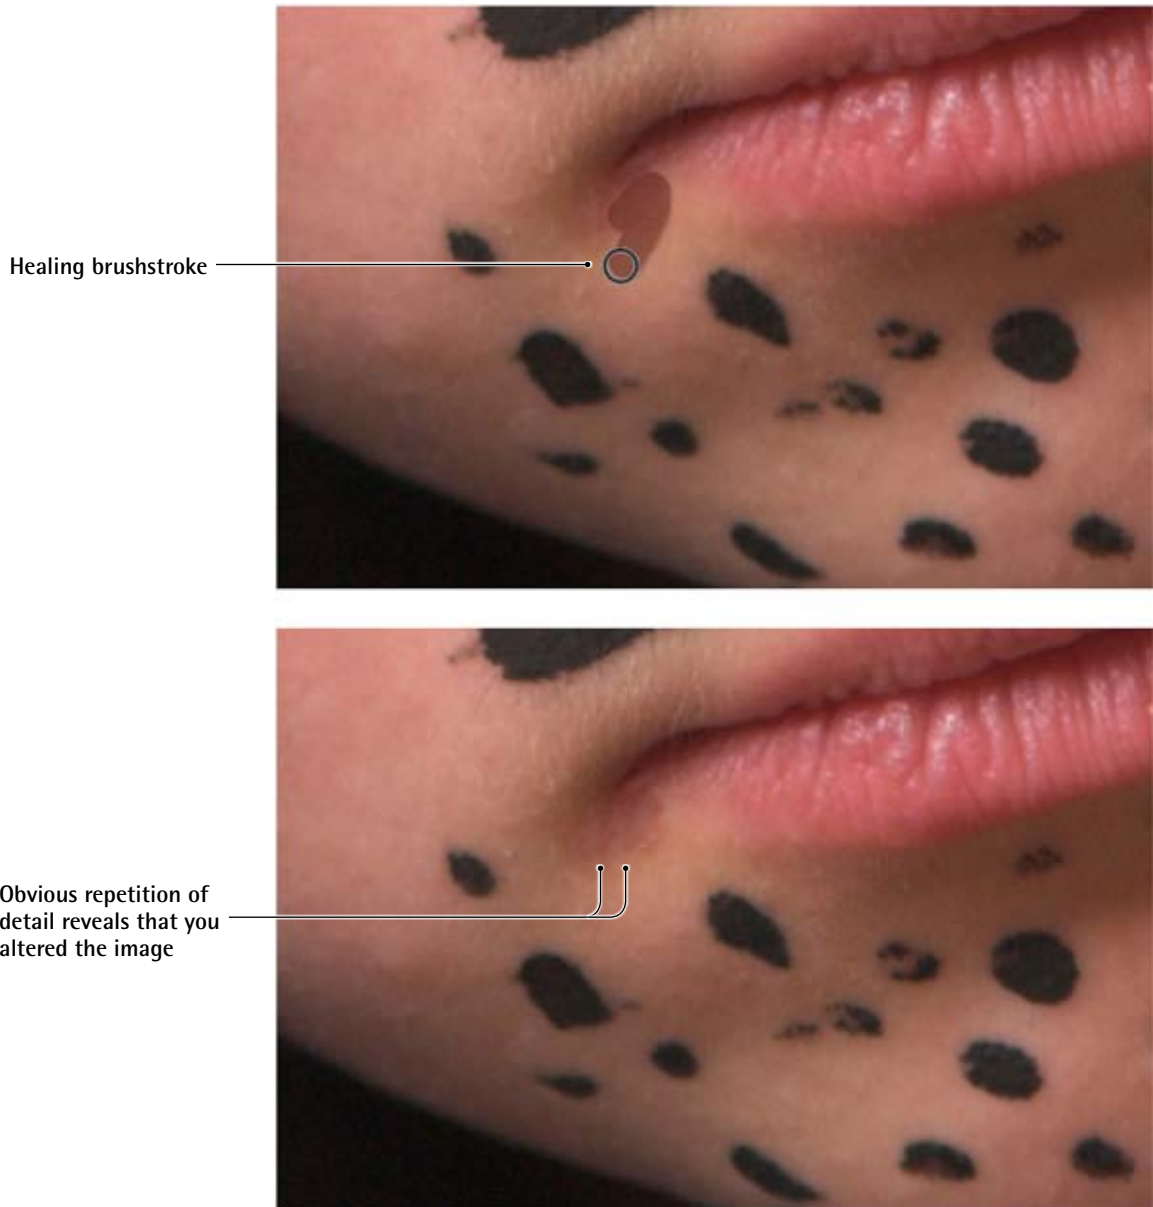 Healing brushstroke
Obvious repetition of
detail reveals that you
altered the image